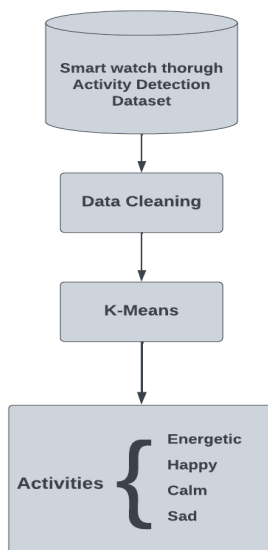 Smart watch thorugh
Activity Detection
Dataset
Data Cleaning
K-Means
Activities
Energetic
Happy
Calm
Sad